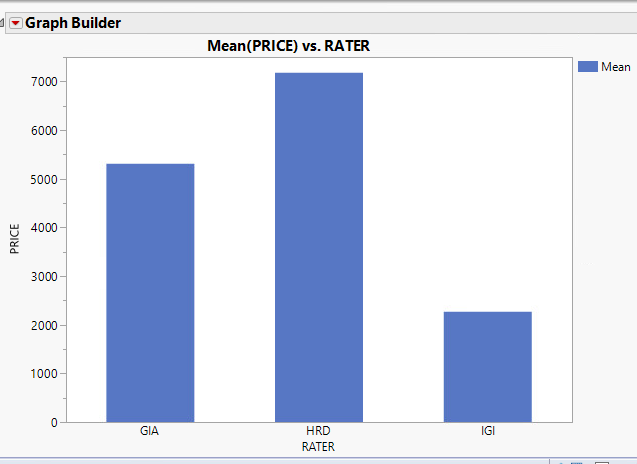 Graph Builder
Mean(PRICE) vs. RATER
Mean
7000
6000
5000
4000
3000
2000
1000
0
PRICE
GIA HRD IGI
RATER